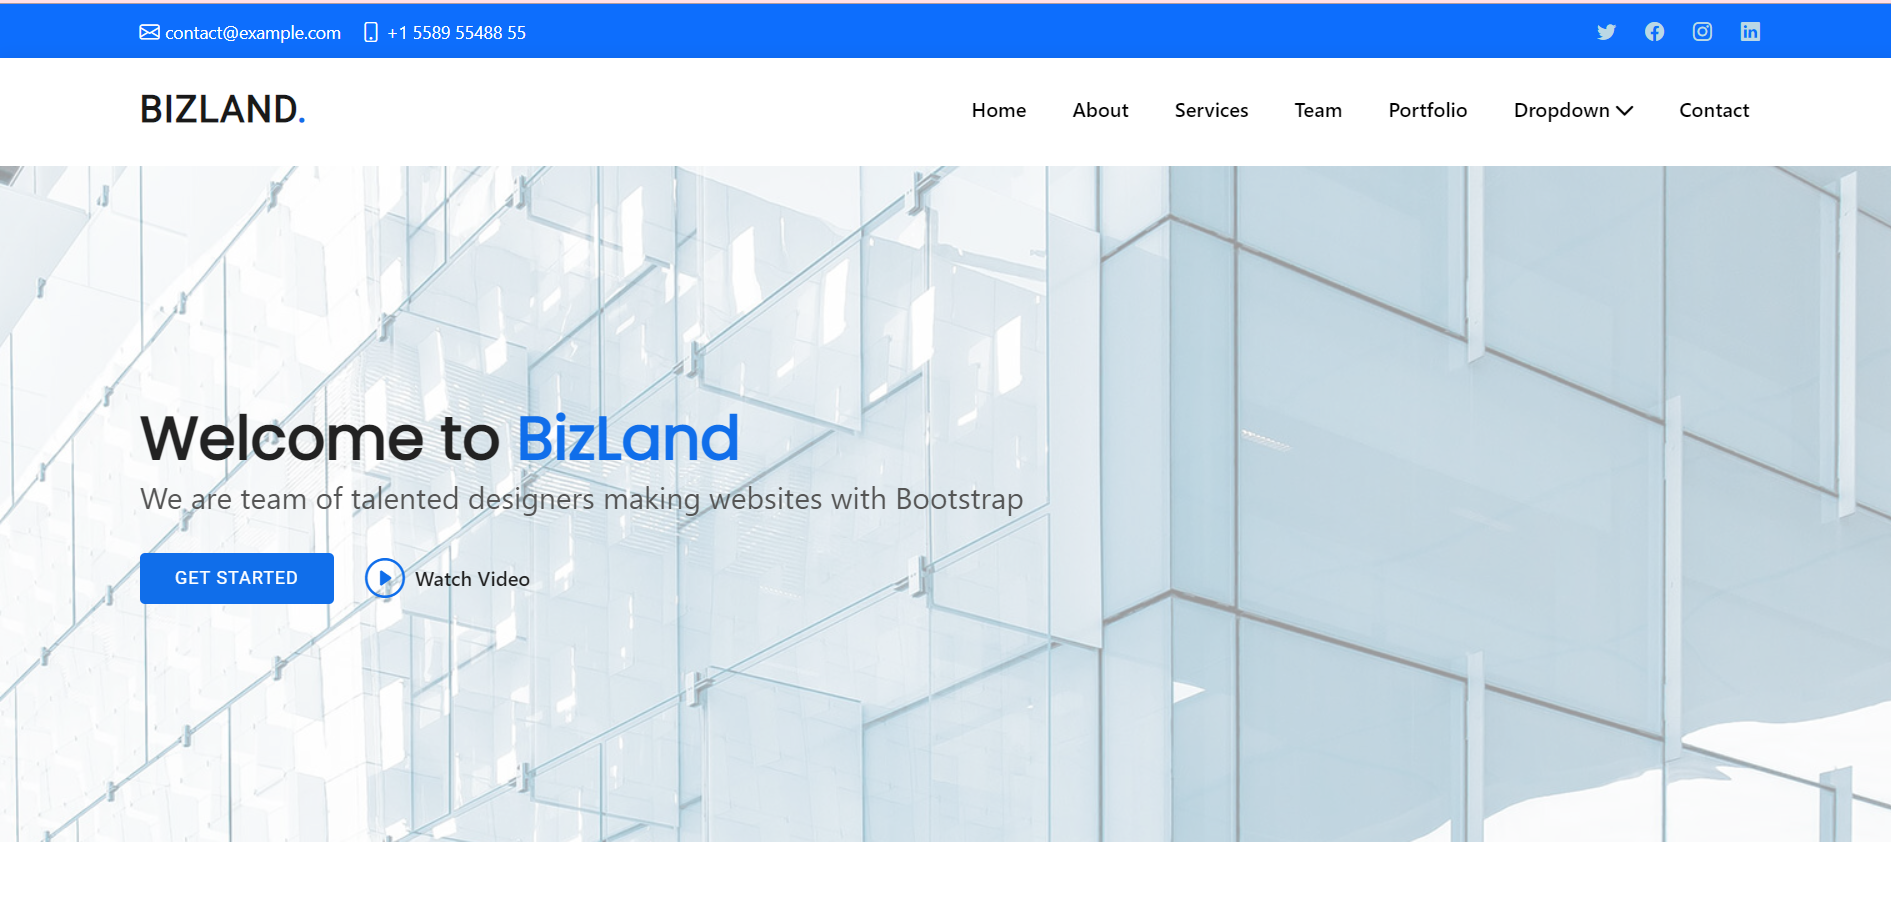 contact@example.com +1 5589 55488 55
BIZLAND.
Home About Services Team Portfolio Dropdown Contact
Welcome to BizLand
We are team of talented designers making websites with Bootstrap
GET STARTED Watch Video